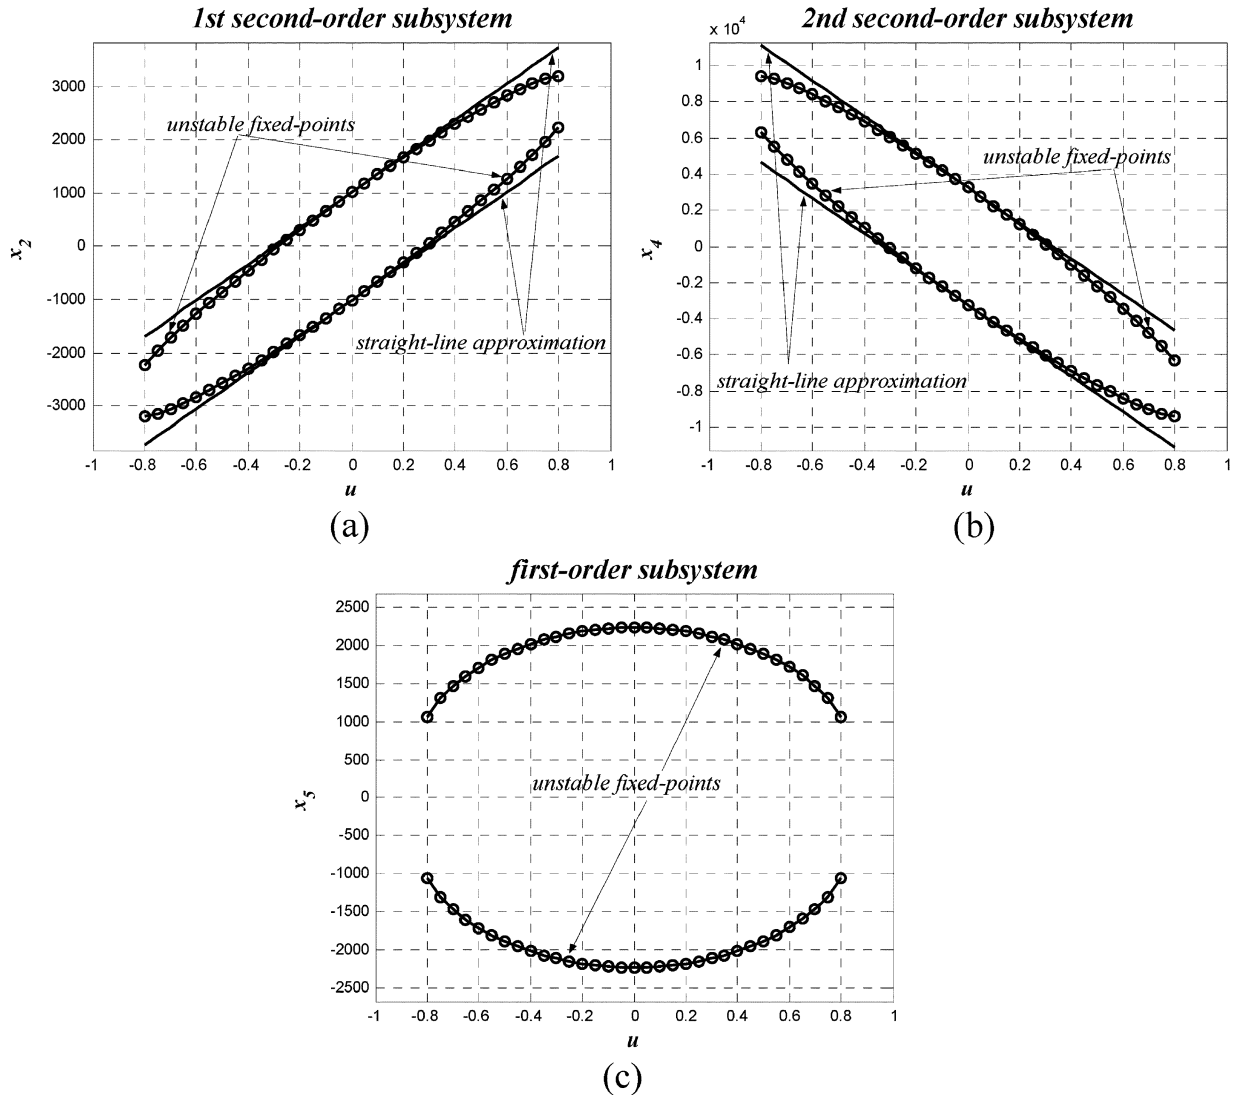 1st second-order subsystem
3000
2000
1000
0
-1000
-2000
-3000
x2
unstable fixed-points
straight-line approximation
-1 -0.8 -0.6 -0.4 -0.2 0 0.2 0.4 0.6 0.8 1
u
(a)
2nd second-order subsystem
x 10^4
1
0.8
0.6
0.4
0.2
0
-0.2
-0.4
-0.6
-0.8
-1
x4
unstable fixed-points
straight-line approximation
-1 -0.8 -0.6 -0.4 -0.2 0 0.2 0.4 0.6 0.8 1
u
(b)
first-order subsystem
2500
2000
1500
1000
500
0
-500
-1000
-1500
-2000
-2500
x5
unstable fixed-points
-1 -0.8 -0.6 -0.4 -0.2 0 0.2 0.4 0.6 0.8 1
u
(c)